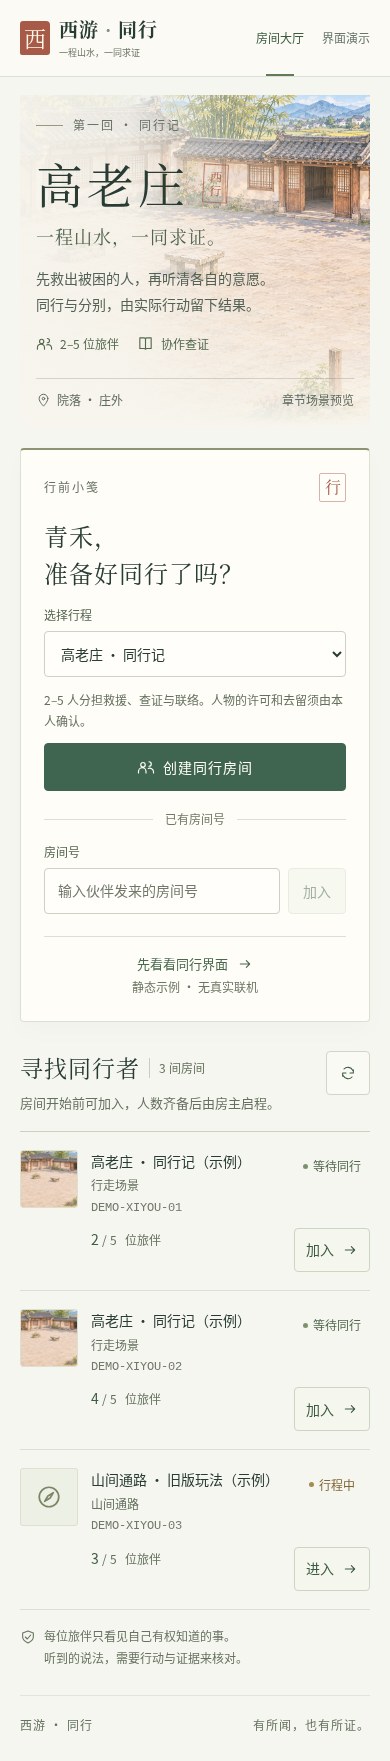 西
西游 · 同行
一程山水，一同求证
房间大厅
界面演示
第一回 · 同行记
高老庄
西行
一程山水，一同求证。
先救出被困的人，再听清各自的意愿。
同行与分别，由实际行动留下结果。
2–5 位旅伴
协作查证
院落 · 庄外
章节场景预览
行前小笺
行
青禾，
准备好同行了吗？
选择行程
高老庄 · 同行记
2–5 人分担救援、查证与联络。人物的许可和去留须由本
人确认。
创建同行房间
已有房间号
房间号
输入伙伴发来的房间号
加入
先看看同行界面
静态示例 · 无真实联机
寻找同行者
3 间房间
房间开始前可加入，人数齐备后由房主启程。
高老庄 · 同行记（示例）
等待同行
行走场景
DEMO-XIYOU-01
2 / 5 位旅伴
加入
高老庄 · 同行记（示例）
等待同行
行走场景
DEMO-XIYOU-02
4 / 5 位旅伴
加入
山间通路 · 旧版玩法（示例）
行程中
山间通路
DEMO-XIYOU-03
3 / 5 位旅伴
进入
每位旅伴只看见自己有权知道的事。
听到的说法，需要行动与证据来核对。
西游 · 同行
有所闻，也有所证。